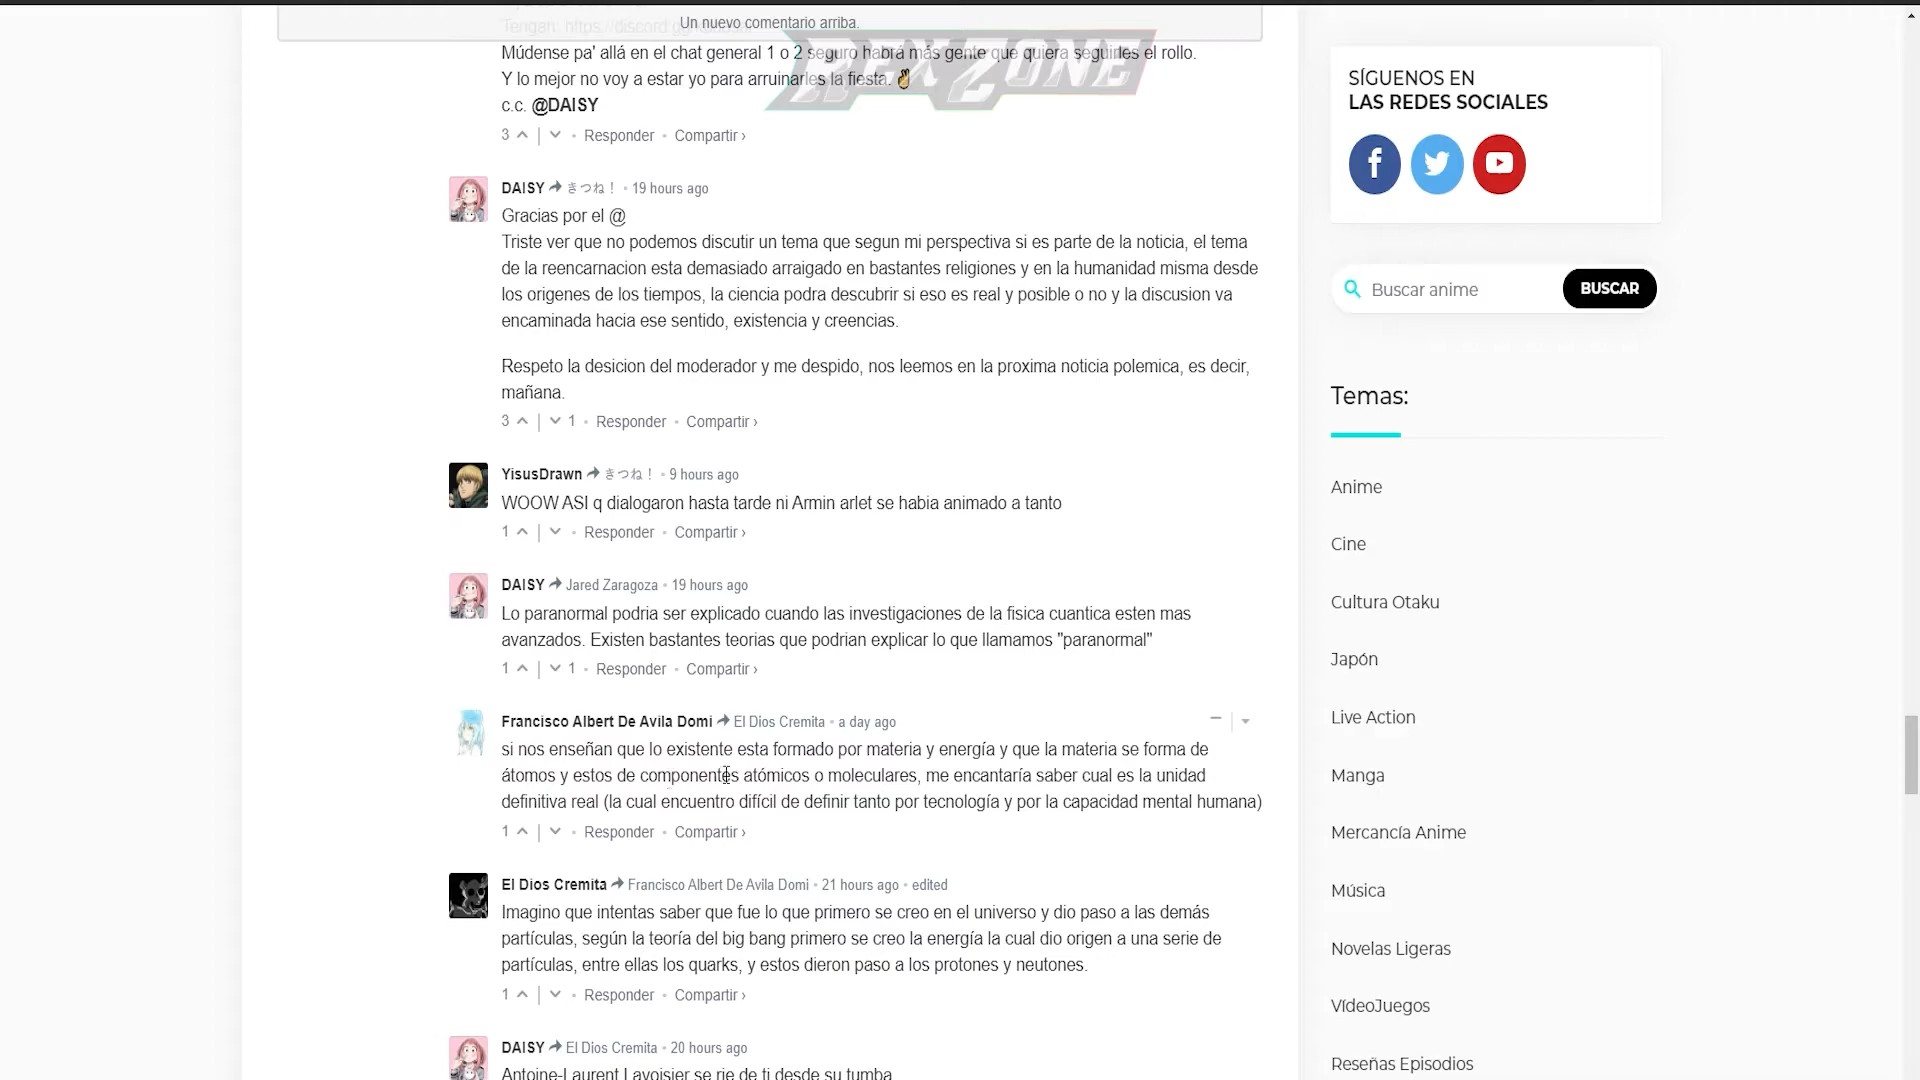 Un nuevo comentario arriba.
Tengan: https://discord.gg
Múdense pa' allá en el chat general 1 o 2 seguro habrá más gente que quiera seguirles el rollo.
Y lo mejor no voy a estar yo para arruinarles la fiesta. ✌
REX ZONE
c.c. @DAISY
3 • Responder • Compartir ›
DAISY きつね！ • 19 hours ago
Gracias por el @
Triste ver que no podemos discutir un tema que segun mi perspectiva si es parte de la noticia, el tema
de la reencarnacion esta demasiado arraigado en bastantes religiones y en la humanidad misma desde
los origenes de los tiempos, la ciencia podra descubrir si eso es real y posible o no y la discusion va
encaminada hacia ese sentido, existencia y creencias.
Respeto la desicion del moderador y me despido, nos leemos en la proxima noticia polemica, es decir,
mañana.
3 1 • Responder • Compartir ›
YisusDrawn きつね！ • 9 hours ago
WOOW ASI q dialogaron hasta tarde ni Armin arlet se habia animado a tanto
1 • Responder • Compartir ›
DAISY Jared Zaragoza • 19 hours ago
Lo paranormal podria ser explicado cuando las investigaciones de la fisica cuantica esten mas
avanzados. Existen bastantes teorias que podrian explicar lo que llamamos "paranormal"
1 1 • Responder • Compartir ›
Francisco Albert De Avila Domi El Dios Cremita • a day ago
si nos enseñan que lo existente esta formado por materia y energía y que la materia se forma de
átomos y estos de componentes atómicos o moleculares, me encantaría saber cual es la unidad
definitiva real (la cual encuentro difícil de definir tanto por tecnología y por la capacidad mental humana)
1 • Responder • Compartir ›
El Dios Cremita Francisco Albert De Avila Domi • 21 hours ago • edited
Imagino que intentas saber que fue lo que primero se creo en el universo y dio paso a las demás
partículas, según la teoría del big bang primero se creo la energía la cual dio origen a una serie de
partículas, entre ellas los quarks, y estos dieron paso a los protones y neutones.
1 • Responder • Compartir ›
DAISY El Dios Cremita • 20 hours ago
Antoine-Laurent Lavoisier se rie de ti desde su tumba
SÍGUENOS EN
LAS REDES SOCIALES
Buscar anime
BUSCAR
Temas:
Anime
Cine
Cultura Otaku
Japón
Live Action
Manga
Mercancía Anime
Música
Novelas Ligeras
VídeoJuegos
Reseñas Episodios